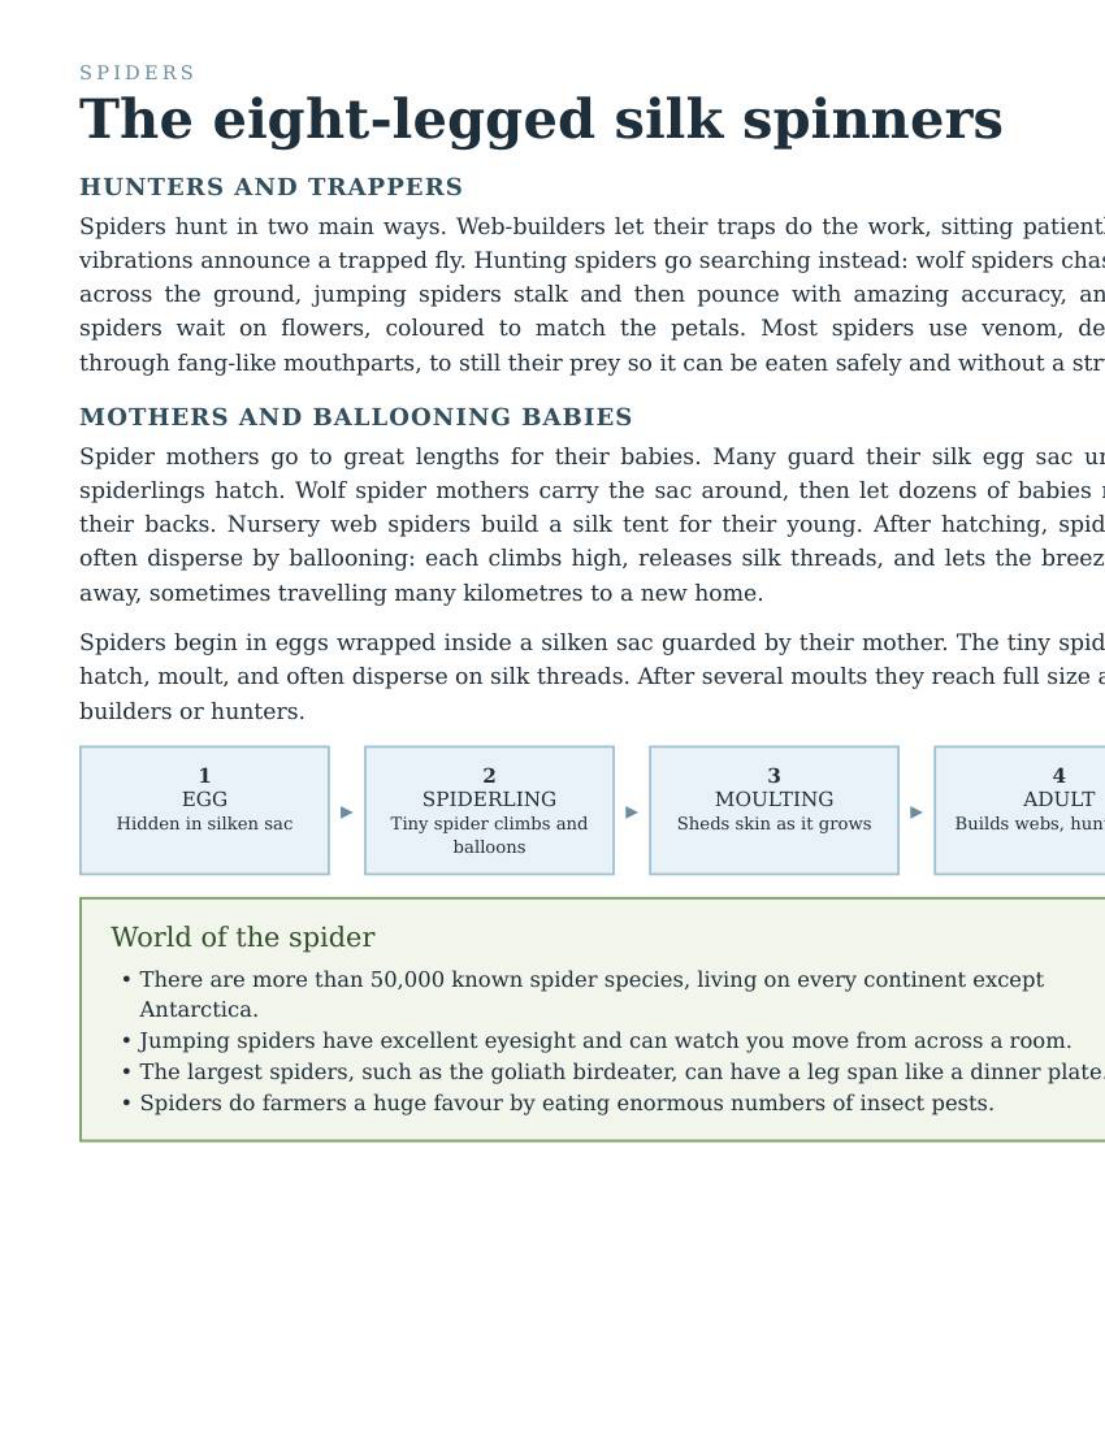 SPIDERS
The eight-legged silk spinners
HUNTERS AND TRAPPERS
Spiders hunt in two main ways. Web-builders let their traps do the work, sitting
vibrations announce a trapped fly. Hunting spiders go searching instead: wolf spiders
across the ground, jumping spiders stalk and then pounce with amazing accuracy,
spiders wait on flowers, coloured to match the petals. Most spiders use venom,
through fang-like mouthparts, to still their prey so it can be eaten safely and without a
MOTHERS AND BALLOONING BABIES
Spider mothers go to great lengths for their babies. Many guard their silk egg sac
spiderlings hatch. Wolf spider mothers carry the sac around, then let dozens of babies
their backs. Nursery web spiders build a silk tent for their young. After hatching,
often disperse by ballooning: each climbs high, releases silk threads, and lets the
away, sometimes travelling many kilometres to a new home.
Spiders begin in eggs wrapped inside a silken sac guarded by their mother. The tiny
hatch, moult, and often disperse on silk threads. After several moults they reach full size
builders or hunters.
1
EGG
Hidden in silken sac
▶
2
SPIDERLING
Tiny spider climbs and
balloons
▶
3
MOULTING
Sheds skin as it grows
▶
4
ADULT
Builds webs,
World of the spider
• There are more than 50,000 known spider species, living on every continent except
Antarctica.
• Jumping spiders have excellent eyesight and can watch you move from across a room.
• The largest spiders, such as the goliath birdeater, can have a leg span like a dinner plate.
• Spiders do farmers a huge favour by eating enormous numbers of insect pests.